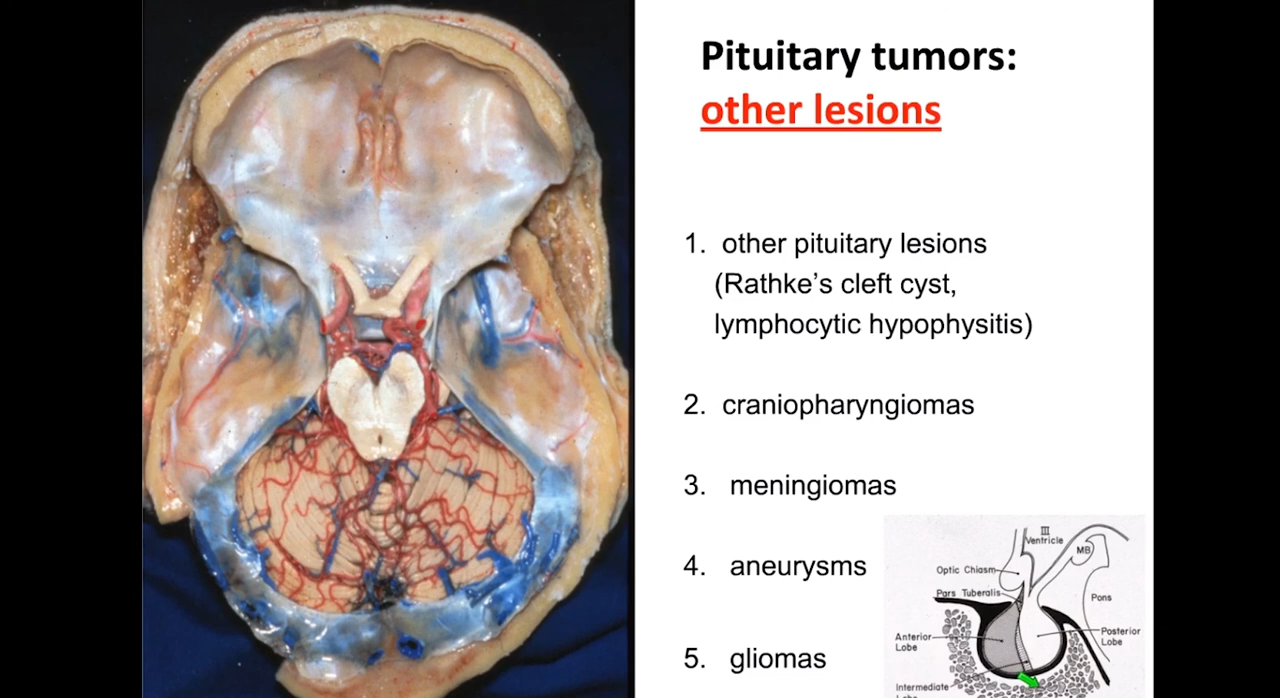 Pituitary tumors:
other lesions
1. other pituitary lesions
(Rathke's cleft cyst,
lymphocytic hypophysitis)
2. craniopharyngiomas
3. meningiomas
4. aneurysms
5. gliomas
III
Ventricle
MB
Optic Chiasm
Pars Tuberalis
Pons
Anterior
Lobe
Posterior
Lobe
Intermediate